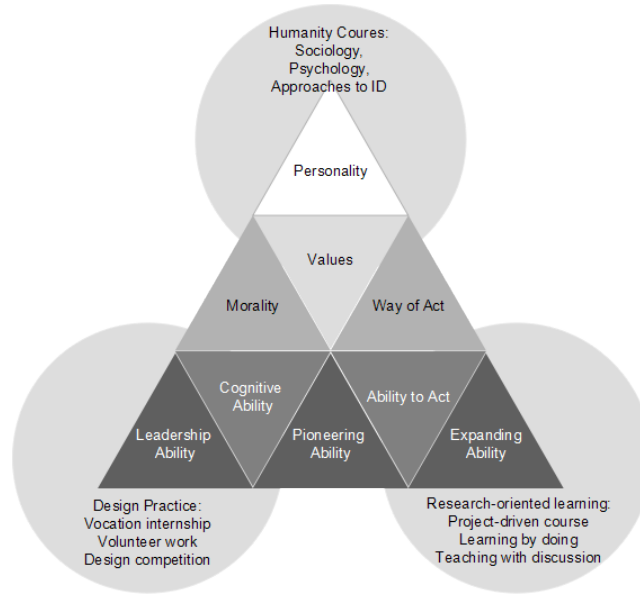 Humanity Coures:
Sociology,
Psychology,
Approaches to ID
Personality
Values
Morality
Way of Act
Cognitive
Ability
Ability to Act
Leadership
Ability
Pioneering
Ability
Expanding
Ability
Design Practice:
Vocation internship
Volunteer work
Design competition
Research-oriented learning:
Project-driven course
Learning by doing
Teaching with discussion